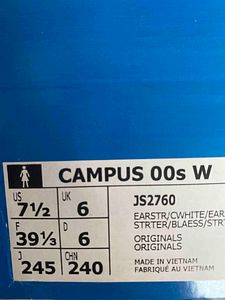 CAMPUS 00s W
US 7½ UK 6
F 39⅓ D 6
J 245 CHN 240
JS2760
EARSTR/CWHITE/EAR
STRTER/BLAESS/STR
ORIGINALS
ORIGINALS
MADE IN VIETNAM
FABRIQUÉ AU VIETNAM